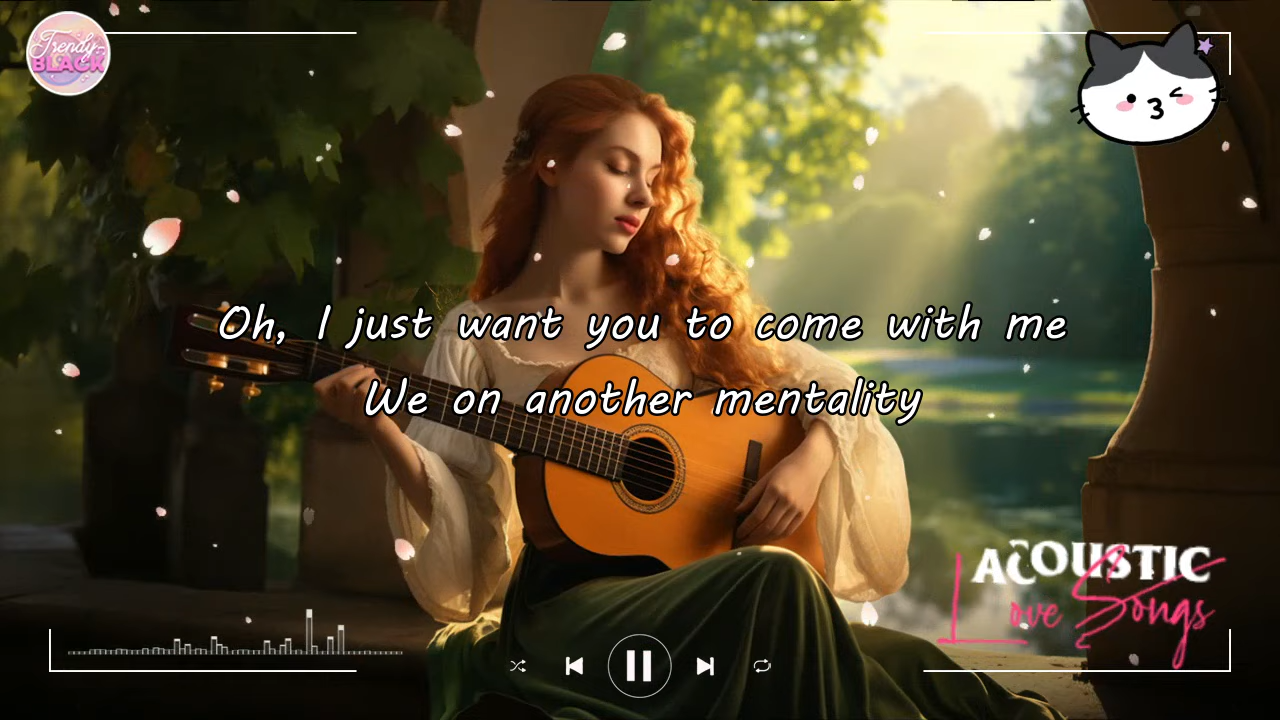 Trendy
BLACK
Oh, I just want you to come with me
We on another mentality
ACOUSTIC
Love Songs